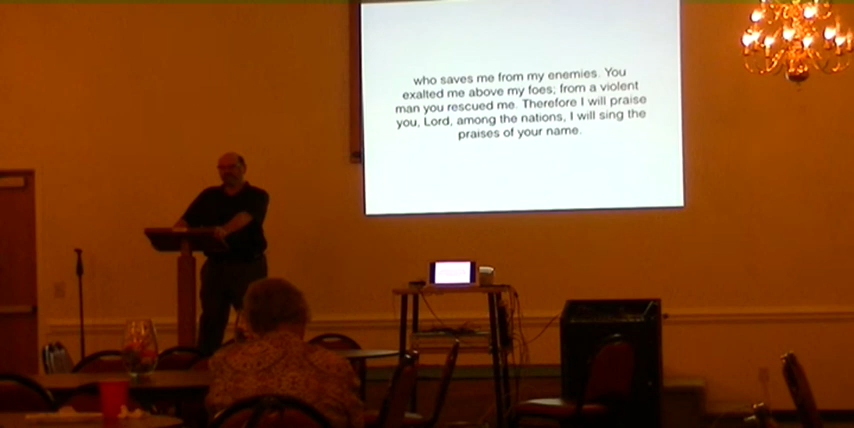 who saves me from my enemies. You
exalted me above my foes; from a violent
man you rescued me. Therefore I will praise
you, Lord, among the nations, I will sing the
praises of your name.